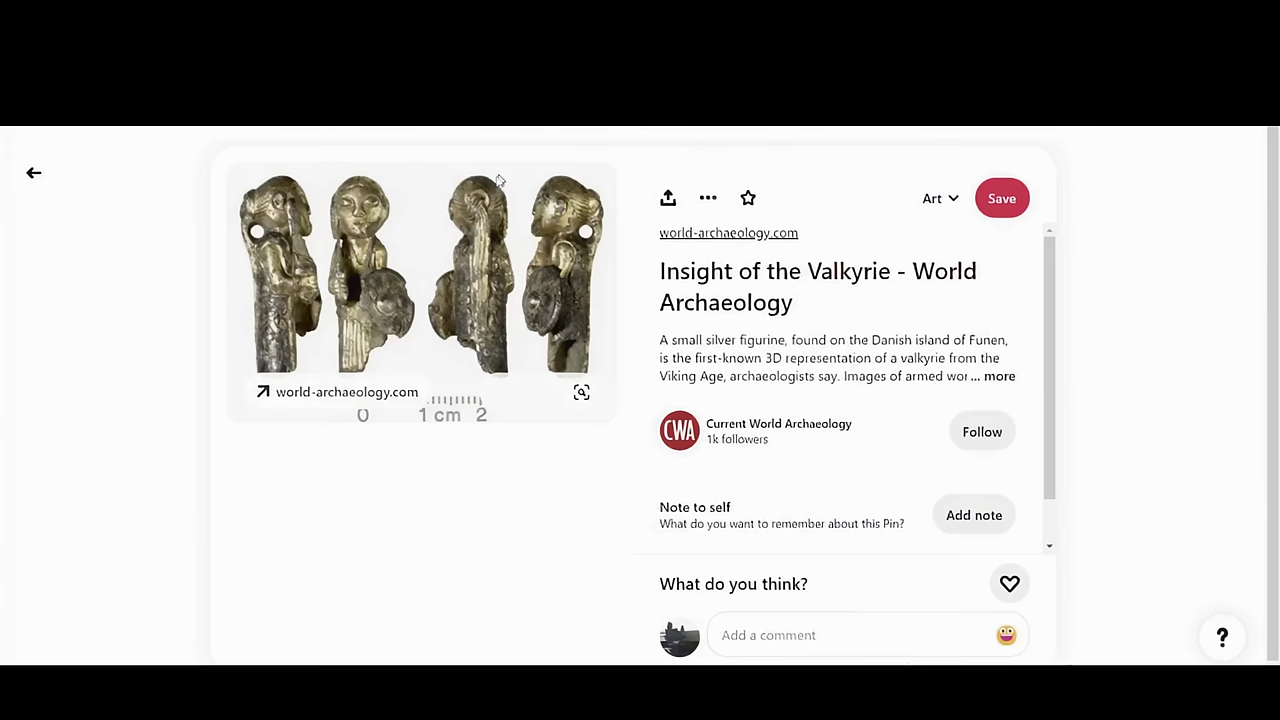 Art
Save
world-archaeology.com
Insight of the Valkyrie - World
Archaeology
A small silver figurine, found on the Danish island of Funen,
is the first-known 3D representation of a valkyrie from the
Viking Age, archaeologists say. Images of armed wor ... more
world-archaeology.com
0 1 cm 2
CWA
Current World Archaeology
1k followers
Follow
Note to self
What do you want to remember about this Pin?
Add note
What do you think?
Add a comment
?